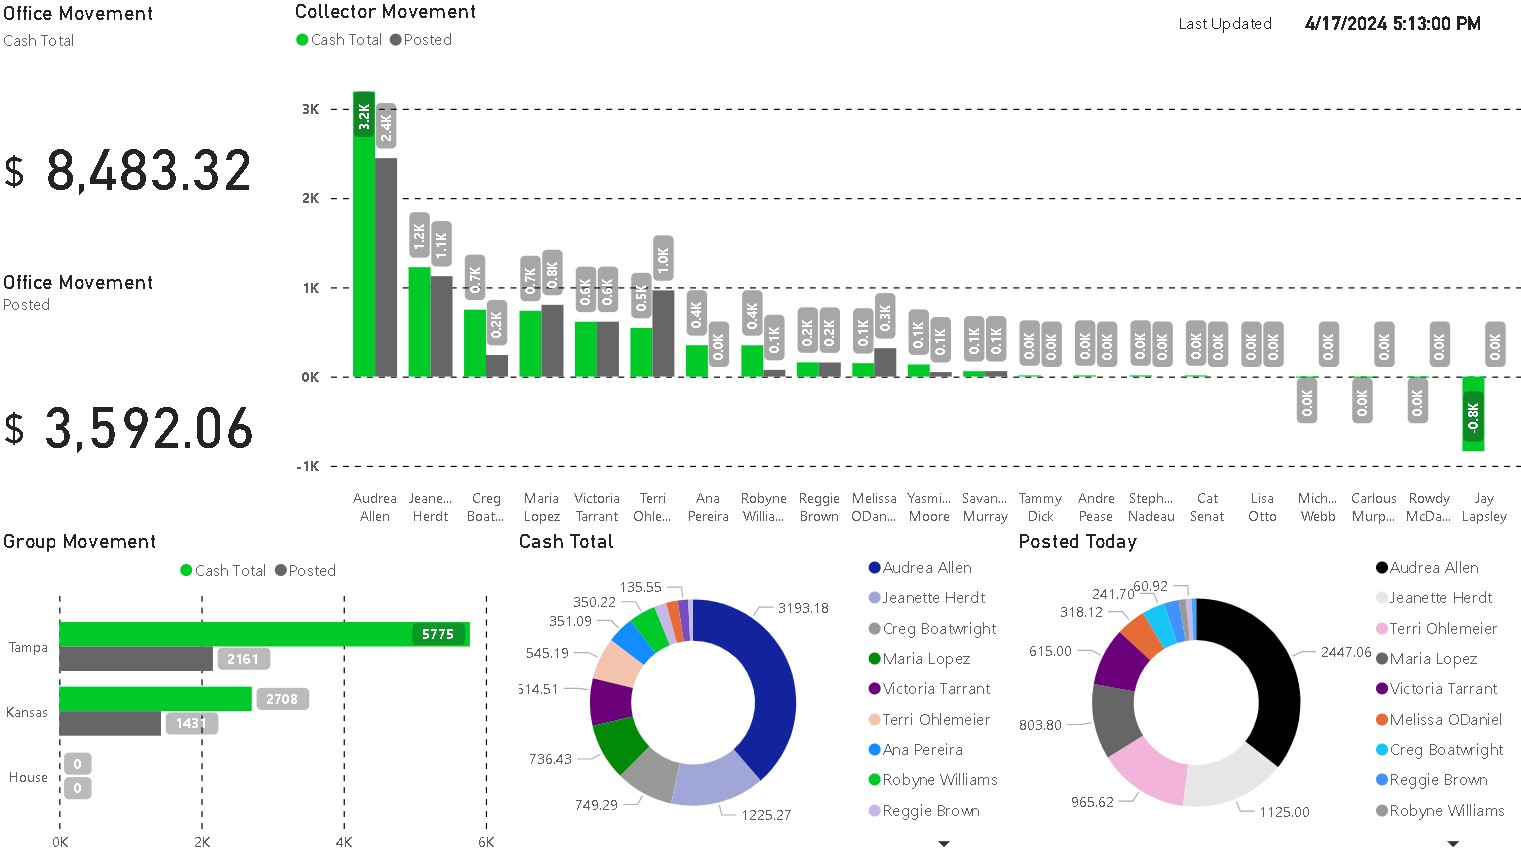 Office Movement
Cash Total
$ 8,483.32
Office Movement
Posted
$ 3,592.06
Collector Movement
Cash Total Posted
Last Updated 4/17/2024 5:13:00 PM
3K
2K
1K
0K
-1K
3.2K 2.4K 1.2K 1.1K 0.7K 0.2K 0.7K 0.8K 0.6K 0.6K 0.5K 1.0K 0.4K 0.0K 0.4K 0.1K 0.2K 0.2K 0.1K 0.3K 0.1K 0.1K 0.1K 0.1K 0.0K 0.0K 0.0K 0.0K 0.0K 0.0K 0.0K 0.0K 0.0K 0.0K 0.0K 0.0K 0.0K 0.0K 0.0K 0.0K -0.8K 0.0K
Audrea Jeane... Creg Maria Victoria Terri Ana Robyne Reggie Melissa Yasmi... Savan... Tammy Andre Steph... Cat Lisa Mich... Carlous Rowdy Jay
Allen Herdt Boat... Lopez Tarrant Ohle... Pereira Willia... Brown ODan... Moore Murray Dick Pease Nadeau Senat Otto Webb Murp... McDa... Lapsley
Group Movement
Cash Total Posted
Tampa
5775
2161
Kansas
2708
1431
House
0
0
0K 2K 4K 6K
Cash Total
135.55
350.22
351.09
545.19
614.51
736.43
749.29
1225.27
3193.18
Audrea Allen
Jeanette Herdt
Creg Boatwright
Maria Lopez
Victoria Tarrant
Terri Ohlemeier
Ana Pereira
Robyne Williams
Reggie Brown
Posted Today
60.92
241.70
318.12
615.00
803.80
965.62
1125.00
2447.06
Audrea Allen
Jeanette Herdt
Terri Ohlemeier
Maria Lopez
Victoria Tarrant
Melissa ODaniel
Creg Boatwright
Reggie Brown
Robyne Williams